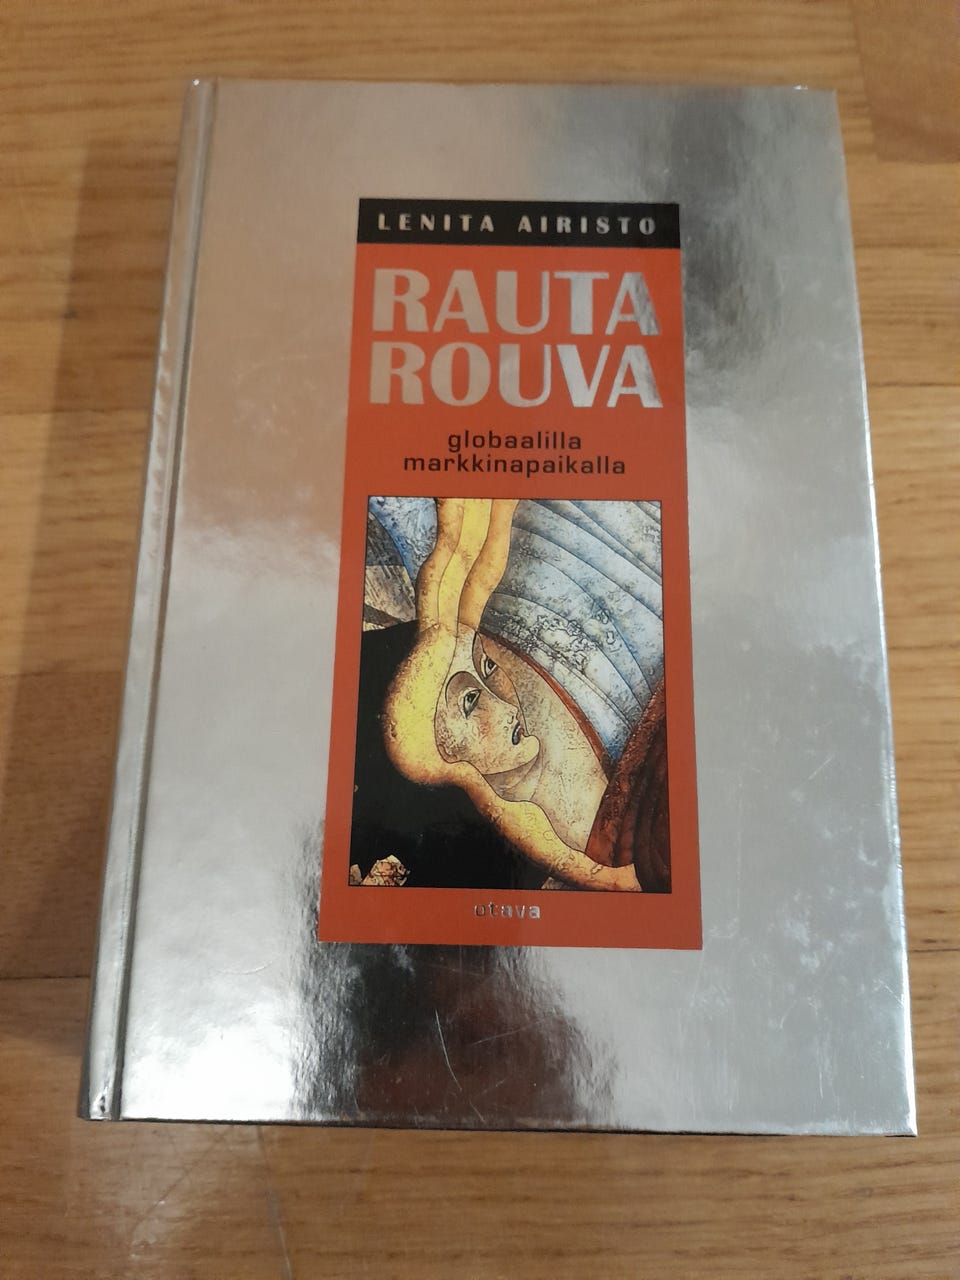 LENITA AIRISTO
RAUTA
ROUVA
globaalilla
markkinapaikalla
otava